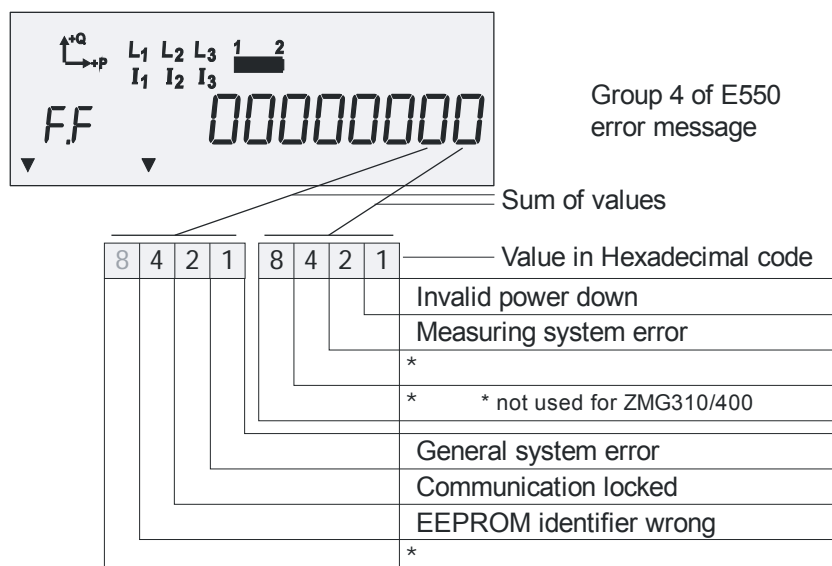 +Q
+P
L1 L2 L3 1 2
I1 I2 I3
F.F 00000000
Group 4 of E550
error message
Sum of values
8 4 2 1 8 4 2 1 Value in Hexadecimal code
Invalid power down
Measuring system error
*
* * not used for ZMG310/400
General system error
Communication locked
EEPROM identifier wrong
*